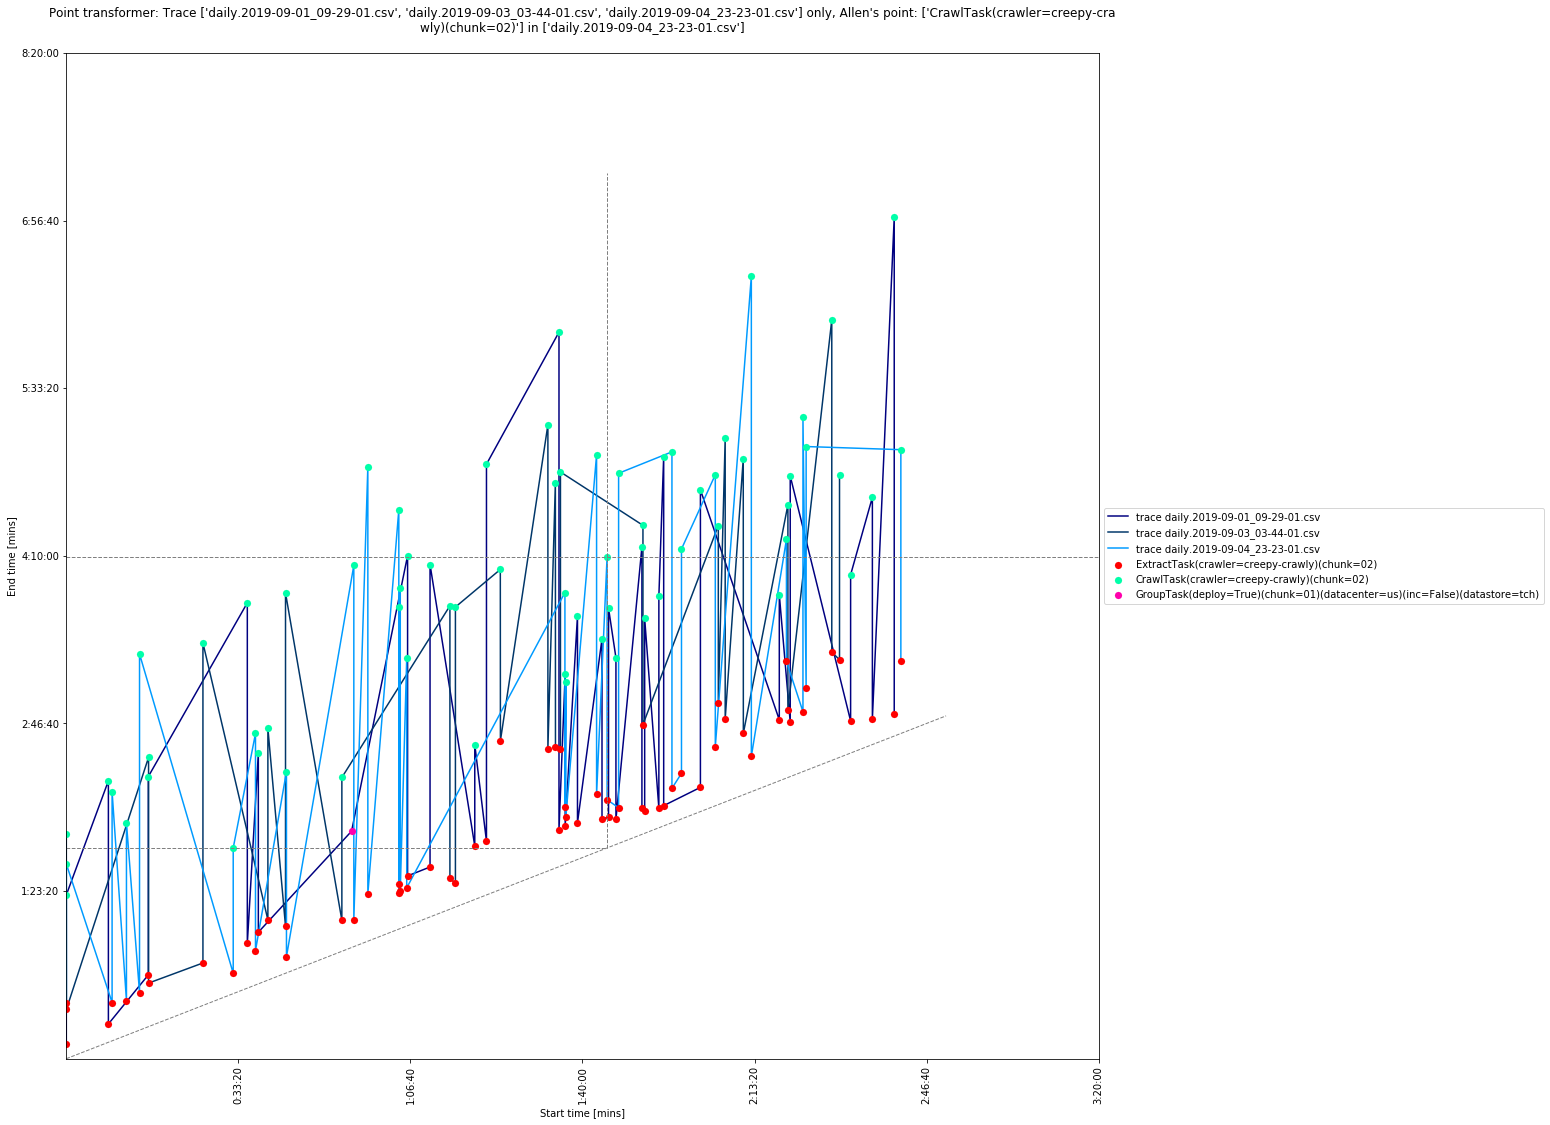 Point transformer: Trace ['daily.2019-09-01_09-29-01.csv', 'daily.2019-09-03_03-44-01.csv', 'daily.2019-09-04_23-23-01.csv'] only, Allen's point: ['CrawlTask(crawler=creepy-cra
wly)(chunk=02)'] in ['daily.2019-09-04_23-23-01.csv']
8:20:00
6:56:40
5:33:20
4:10:00
2:46:40
1:23:20
End time [mins]
trace daily.2019-09-01_09-29-01.csv
trace daily.2019-09-03_03-44-01.csv
trace daily.2019-09-04_23-23-01.csv
ExtractTask(crawler=creepy-crawly)(chunk=02)
CrawlTask(crawler=creepy-crawly)(chunk=02)
GroupTask(deploy=True)(chunk=01)(datacenter=us)(inc=False)(datastore=tch)
0:33:20
1:06:40
1:40:00
2:13:20
2:46:40
3:20:00
Start time [mins]